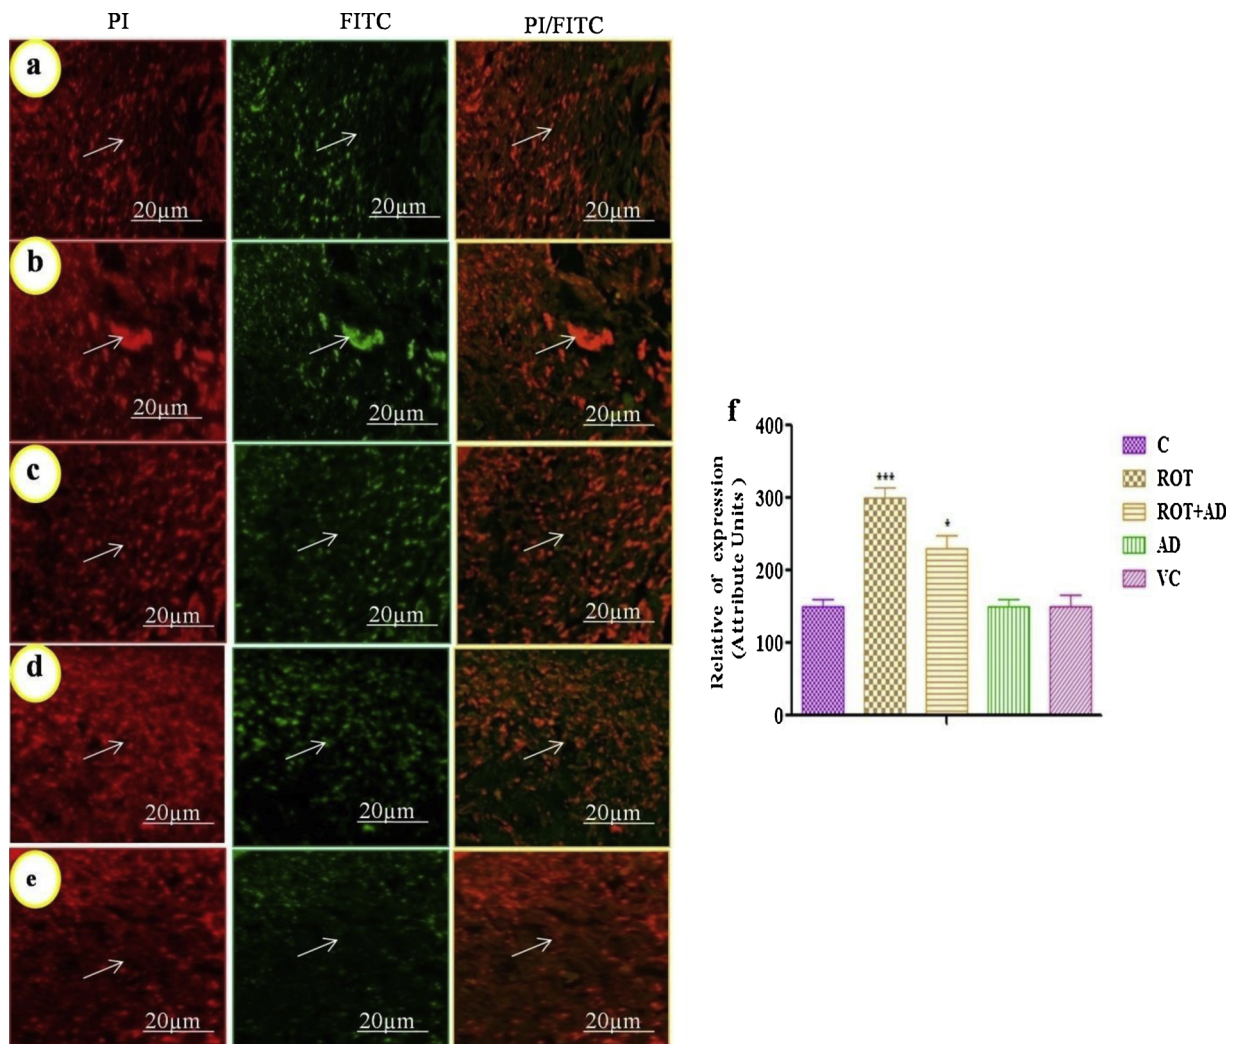 PI FITC PI/FITC
a
20µm 20µm 20µm
b
20µm 20µm 20µm
c
20µm 20µm 20µm
d
20µm 20µm 20µm
e
20µm 20µm 20µm
f
Relative of expression
(Attribute Units )
400
300
200
100
0
***
*
C
ROT
ROT+AD
AD
VC